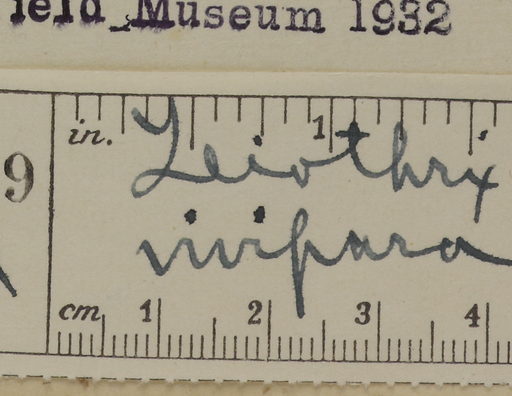 ield Museum 1932
in. 1
9
Leiothrix
vivipara
cm 1 2 3 4